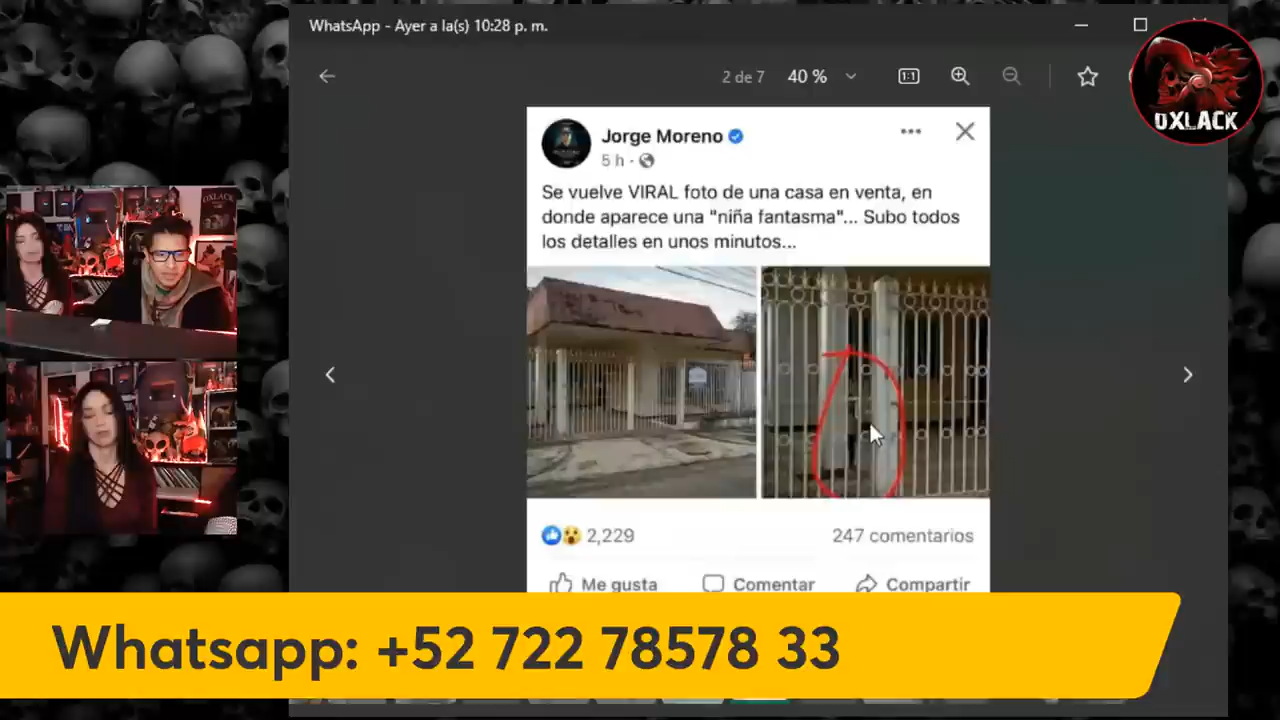 WhatsApp - Ayer a la(s) 10:28 p. m.
2 de 7
40 %
1:1
OXLACK
Jorge Moreno
5 h ·
Se vuelve VIRAL foto de una casa en venta, en
donde aparece una "niña fantasma"... Subo todos
los detalles en unos minutos...
2,229
247 comentarios
Me gusta
Comentar
Compartir
Whatsapp: +52 722 78578 33
OXLACK